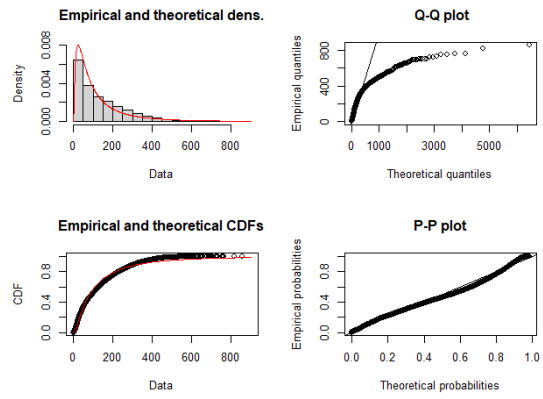 Empirical and theoretical dens.
Density
0.000 0.004 0.008
0 200 400 600 800
Data
Q-Q plot
Empirical quantiles
0 400 800
0 1000 3000 5000
Theoretical quantiles
Empirical and theoretical CDFs
CDF
0.0 0.4 0.8
0 200 400 600 800
Data
P-P plot
Empirical probabilities
0.0 0.4 0.8
0.0 0.2 0.4 0.6 0.8 1.0
Theoretical probabilities